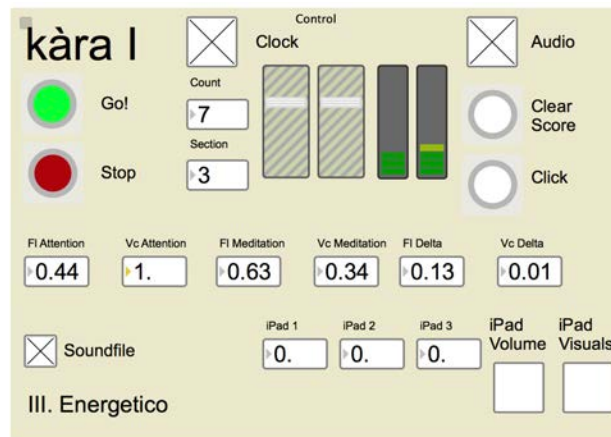 Control
kàra I
Clock
Audio
Go!
Count
7
Clear
Score
Stop
Section
3
Click
Fl Attention
Vc Attention
Fl Meditation
Vc Meditation
Fl Delta
Vc Delta
0.44
1.
0.63
0.34
0.13
0.01
Soundfile
iPad 1
iPad 2
iPad 3
0.
0.
0.
iPad
Volume
iPad
Visuals
III. Energetico